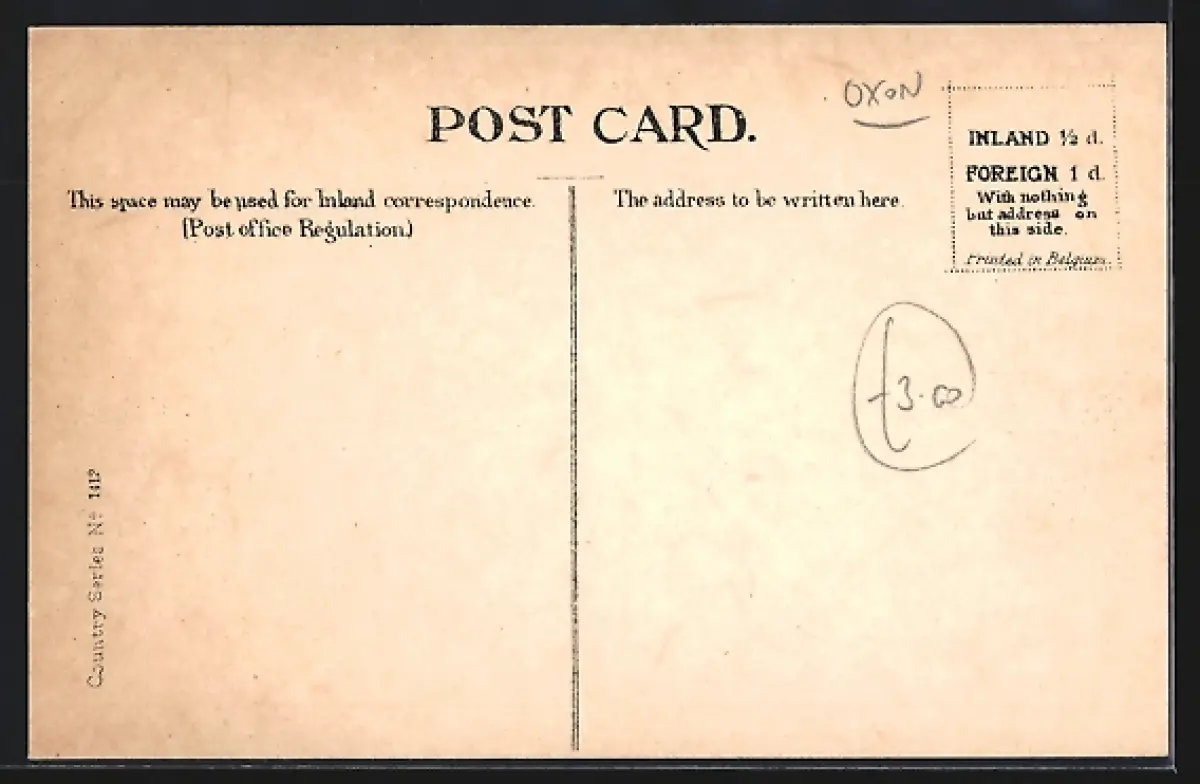 OXON
POST CARD.
INLAND ½ d.
FOREIGN 1 d.
With nothing
but address on
this side.
Printed in Belgium.
This space may be used for Inland correspondence.
(Post office Regulation.)
The address to be written here.
£3.00
Country Series No 1412